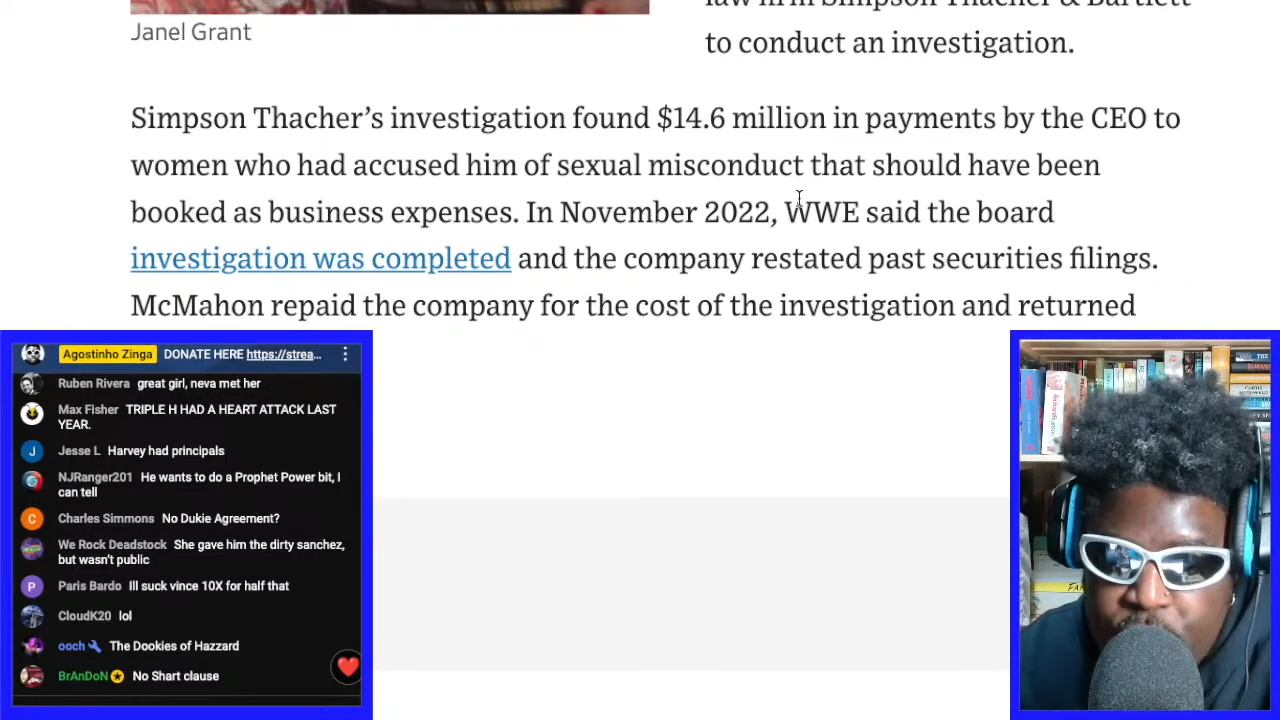 law firm Simpson Thacher & Bartlett
to conduct an investigation.
Janel Grant
Simpson Thacher’s investigation found $14.6 million in payments by the CEO to
women who had accused him of sexual misconduct that should have been
booked as business expenses. In November 2022, WWE said the board
investigation was completed and the company restated past securities filings.
McMahon repaid the company for the cost of the investigation and returned
Agostinho Zinga DONATE HERE https://strea...
Ruben Rivera great girl, neva met her
Max Fisher TRIPLE H HAD A HEART ATTACK LAST
YEAR.
J Jesse L Harvey had principals
NJRanger201 He wants to do a Prophet Power bit, I
can tell
C Charles Simmons No Dukie Agreement?
We Rock Deadstock She gave him the dirty sanchez,
but wasn’t public
P Paris Bardo Ill suck vince 10X for half that
CloudK20 lol
ooch The Dookies of Hazzard
BrAnDoN No Shart clause